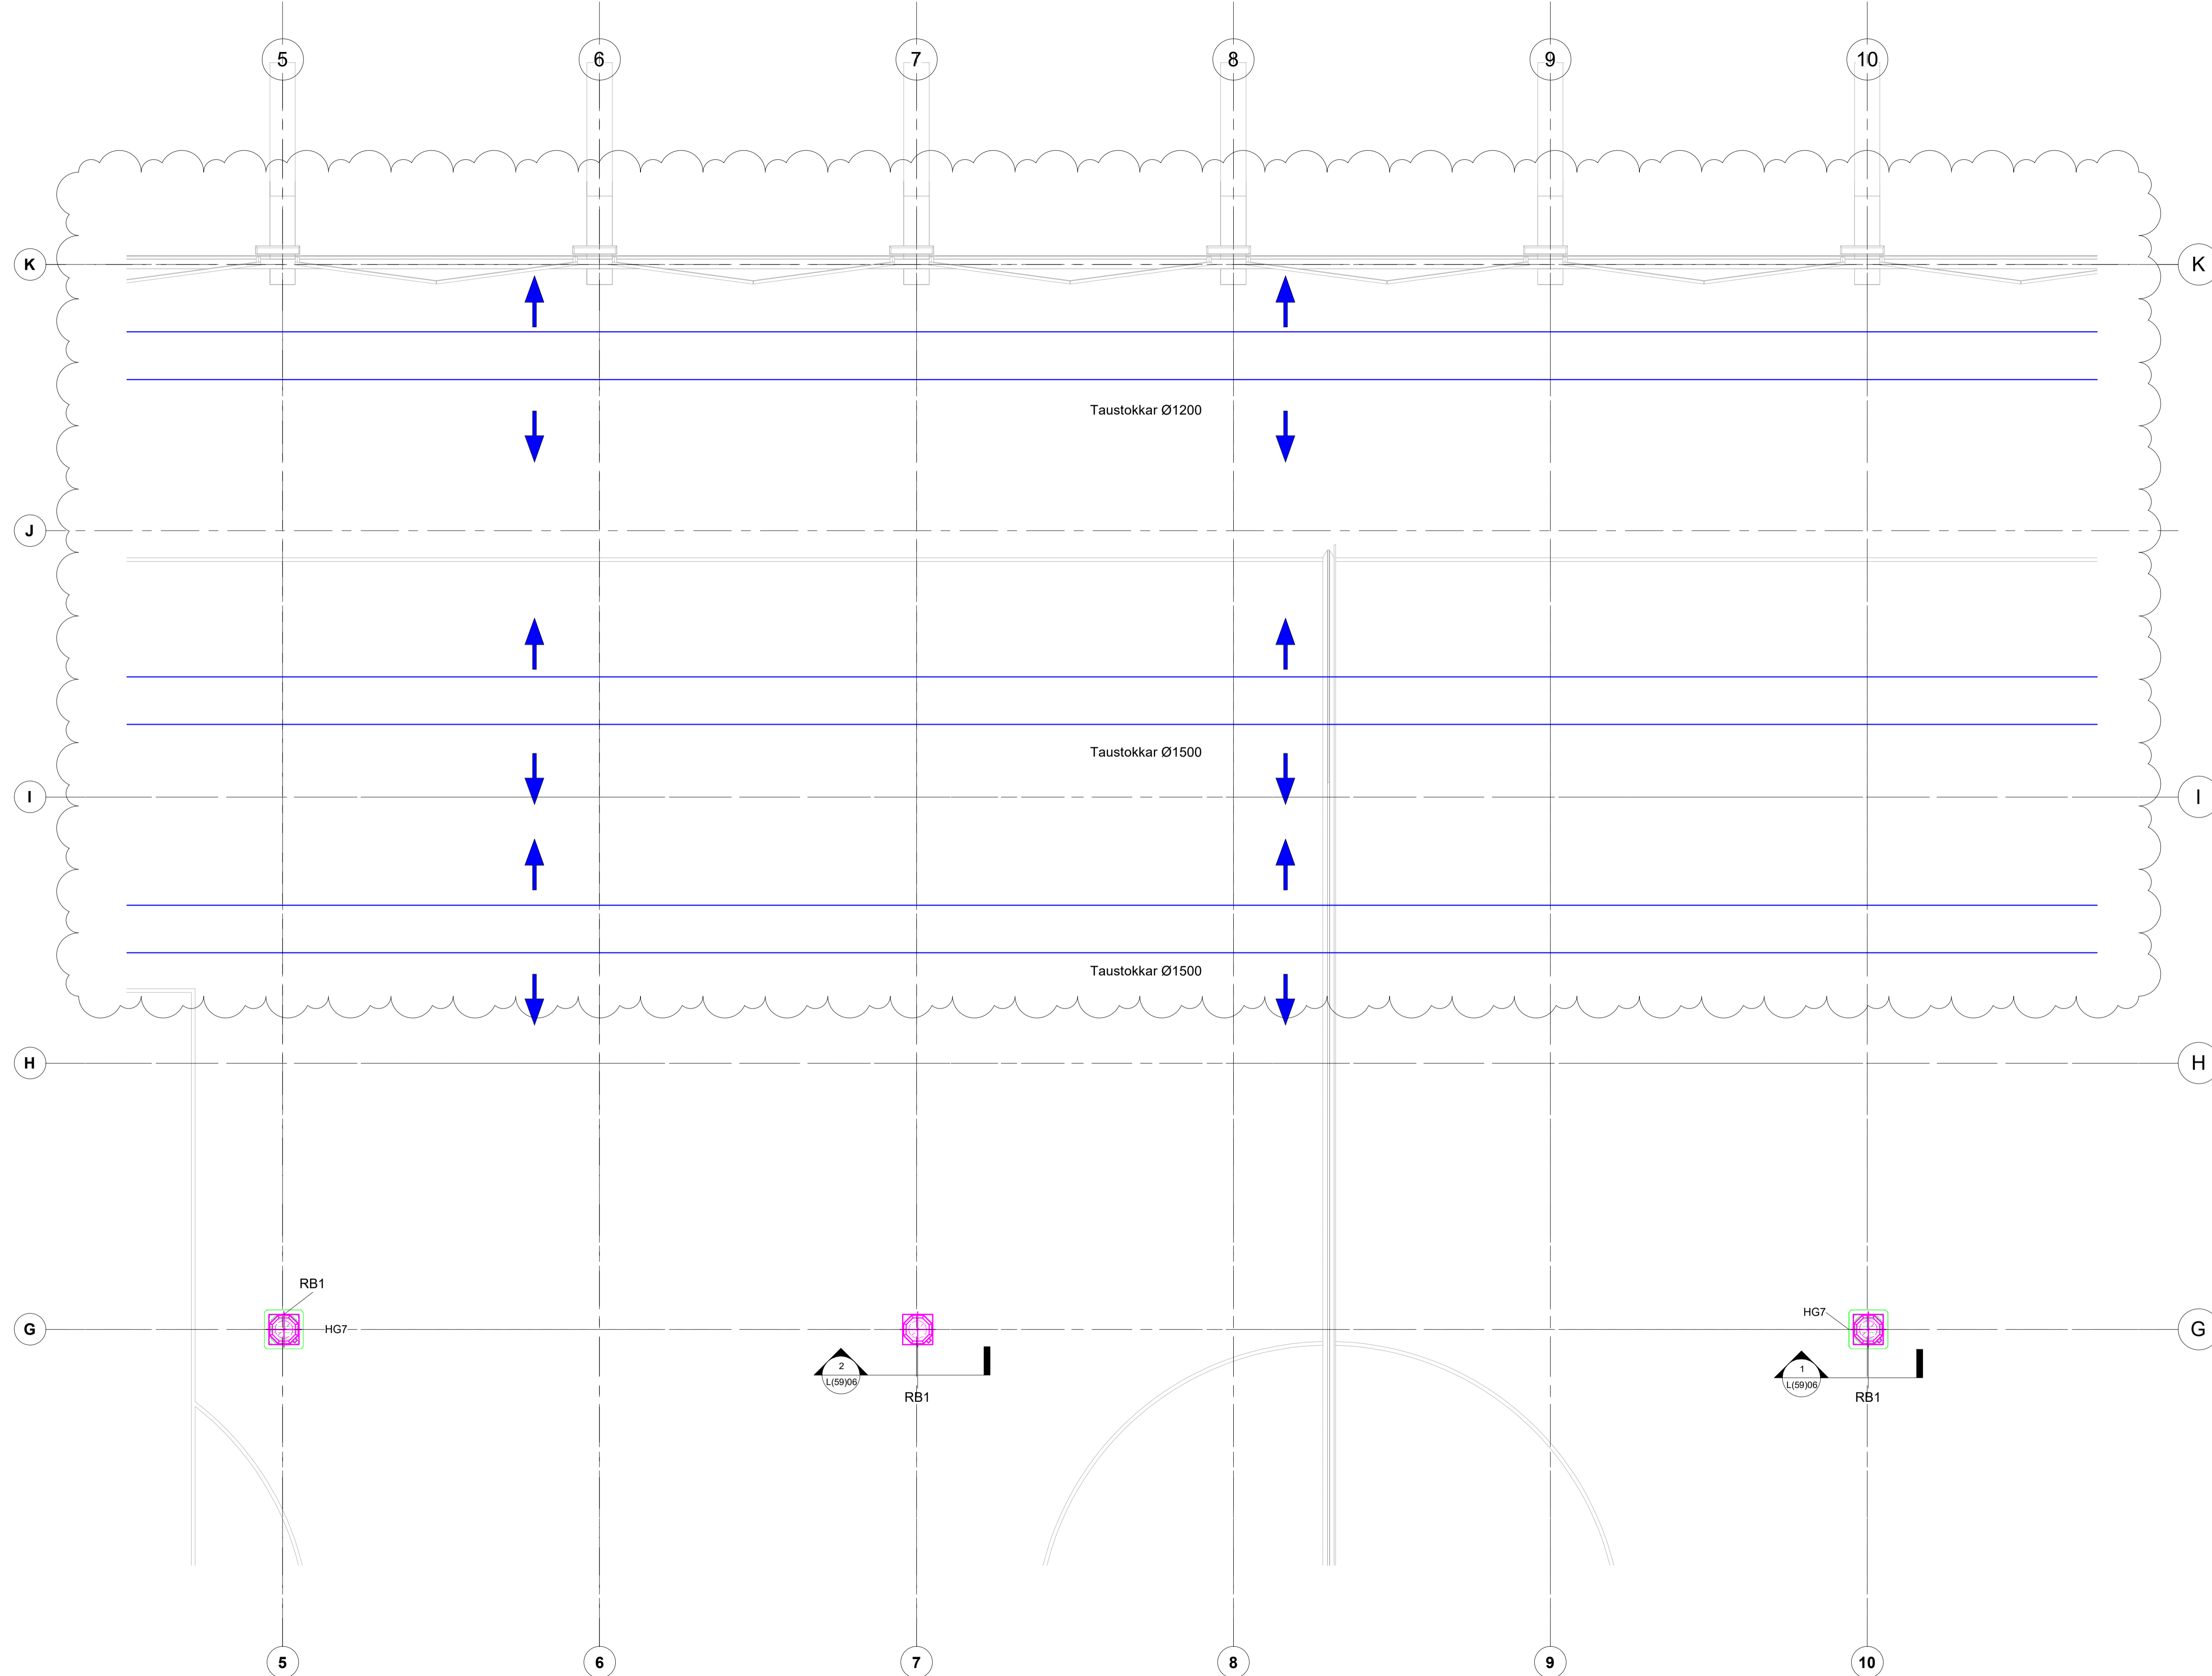 5 6 7 8 9 10
K K
Taustokkar Ø1200
J
Taustokkar Ø1500
I I
Taustokkar Ø1500
H H
RB1
HG7
G HG7 G
2
L(59)06
1
L(59)06
RB1 RB1
5 6 7 8 9 10